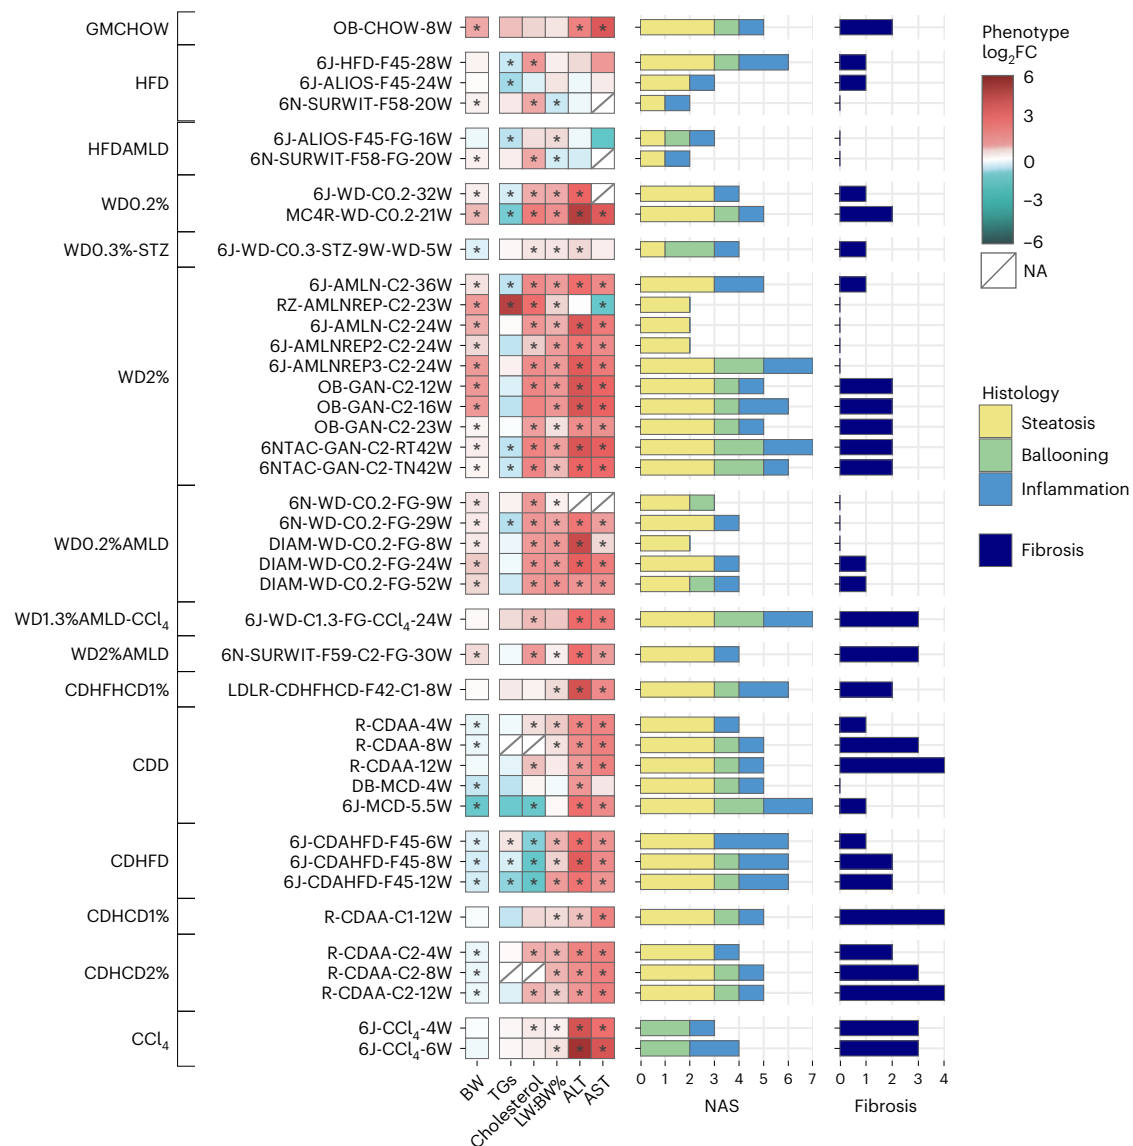 GMCHOW
OB-CHOW-8W
* * *
HFD
6J-HFD-F45-28W
* *
6J-ALIOS-F45-24W
*
6N-SURWIT-F58-20W
* * *
HFDAMLD
6J-ALIOS-F45-FG-16W
* *
6N-SURWIT-F58-FG-20W
* * *
WD0.2%
6J-WD-C0.2-32W
* * * * *
MC4R-WD-C0.2-21W
* * * * * *
WD0.3%-STZ
6J-WD-C0.3-STZ-9W-WD-5W
* * * *
WD2%
6J-AMLN-C2-36W
* * * * * *
RZ-AMLNREP-C2-23W
* * * * *
6J-AMLN-C2-24W
* * * * *
6J-AMLNREP2-C2-24W
* * * * *
6J-AMLNREP3-C2-24W
* * * * *
OB-GAN-C2-12W
* * * * *
OB-GAN-C2-16W
* * * *
OB-GAN-C2-23W
* * * * *
6NTAC-GAN-C2-RT42W
* * * * * *
6NTAC-GAN-C2-TN42W
* * * * * *
WD0.2%AMLD
6N-WD-C0.2-FG-9W
* * *
6N-WD-C0.2-FG-29W
* * * * * *
DIAM-WD-C0.2-FG-8W
* * * * *
DIAM-WD-C0.2-FG-24W
* * * * *
DIAM-WD-C0.2-FG-52W
* * * * *
WD1.3%AMLD-CCl₄
6J-WD-C1.3-FG-CCl₄-24W
* * *
WD2%AMLD
6N-SURWIT-F59-C2-FG-30W
* * * * *
CDHFHCD1%
LDLR-CDHFHCD-F42-C1-8W
* * *
CDD
R-CDAA-4W
* * * * *
R-CDAA-8W
* * * *
R-CDAA-12W
* * *
DB-MCD-4W
* *
6J-MCD-5.5W
* * * *
CDHFD
6J-CDAHFD-F45-6W
* * * * * *
6J-CDAHFD-F45-8W
* * * * * *
6J-CDAHFD-F45-12W
* * * * * *
CDHCD1%
R-CDAA-C1-12W
* * *
CDHCD2%
R-CDAA-C2-4W
* * * * *
R-CDAA-C2-8W
* * * *
R-CDAA-C2-12W
* * * * *
CCl₄
6J-CCl₄-4W
* * * *
6J-CCl₄-6W
* * *
BW
TGs
Cholesterol
LW:BW%
ALT
AST
0 1 2 3 4 5 6 7
NAS
0 1 2 3 4
Fibrosis
Phenotype
log₂FC
6
3
0
−3
−6
NA
Histology
Steatosis
Ballooning
Inflammation
Fibrosis